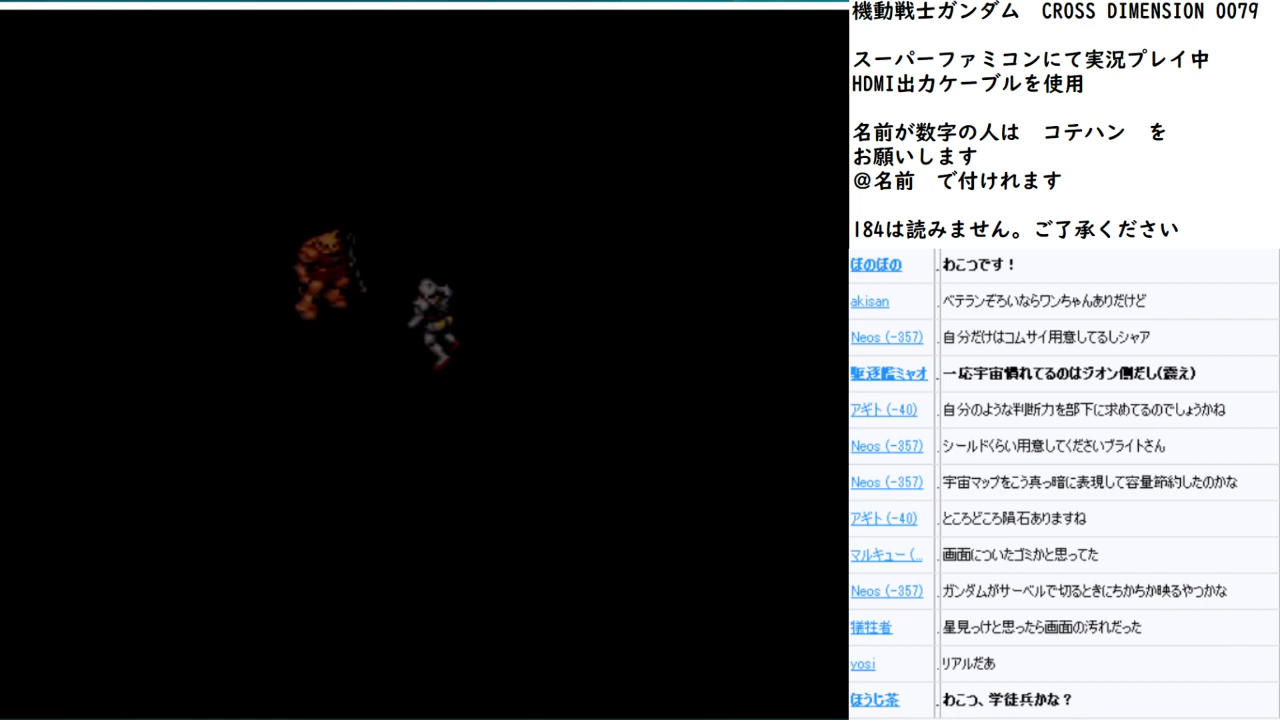 機動戦士ガンダム　CROSS DIMENSION 0079
スーパーファミコンにて実況プレイ中
HDMI出力ケーブルを使用
名前が数字の人は　コテハン　を
お願いします
＠名前　で付けれます
184は読みません。ご了承ください
ぼのぼの .わこつです！
akisan .ベテランぞろいならワンちゃんありだけど
Neos (-357) .自分だけはコムサイ用意してるしシャア
駆逐艦ミャオ .一応宇宙慣れてるのはジオン側だし(震え)
アギト (-40) .自分のような判断力を部下に求めてるのでしょうかね
Neos (-357) .シールドくらい用意してくださいブライトさん
Neos (-357) .宇宙マップをこう真っ暗に表現して容量節約したのかな
アギト (-40) .ところどころ隕石ありますね
マルキュー (... .画面についたゴミかと思ってた
Neos (-357) .ガンダムがサーベルで切るときにちかちか映るやつかな
犠牲者 .星見っけと思ったら画面の汚れだった
yosi .リアルだあ
ほうじ茶 .わこつ、学徒兵かな？